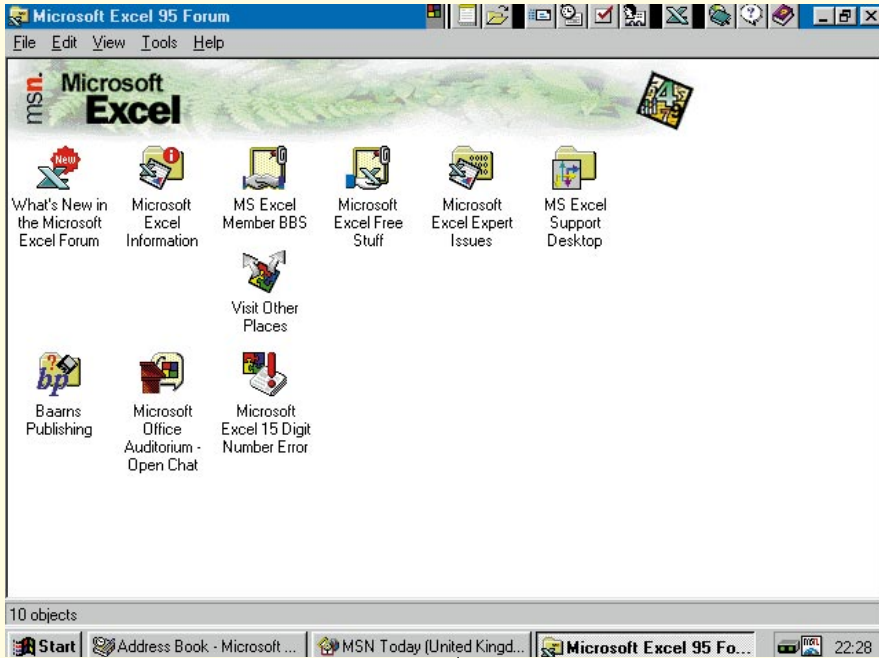 Microsoft Excel 95 Forum
File Edit View Tools Help
msn.
Microsoft
Excel
New
What's New in
the Microsoft
Excel Forum
Microsoft
Excel
Information
MS Excel
Member BBS
Microsoft
Excel Free
Stuff
Microsoft
Excel Expert
Issues
MS Excel
Support
Desktop
Visit Other
Places
bp
Baarns
Publishing
Microsoft
Office
Auditorium -
Open Chat
Microsoft
Excel 15 Digit
Number Error
10 objects
Start Address Book - Microsoft ... MSN Today (United Kingd... Microsoft Excel 95 Fo... msn 22:28